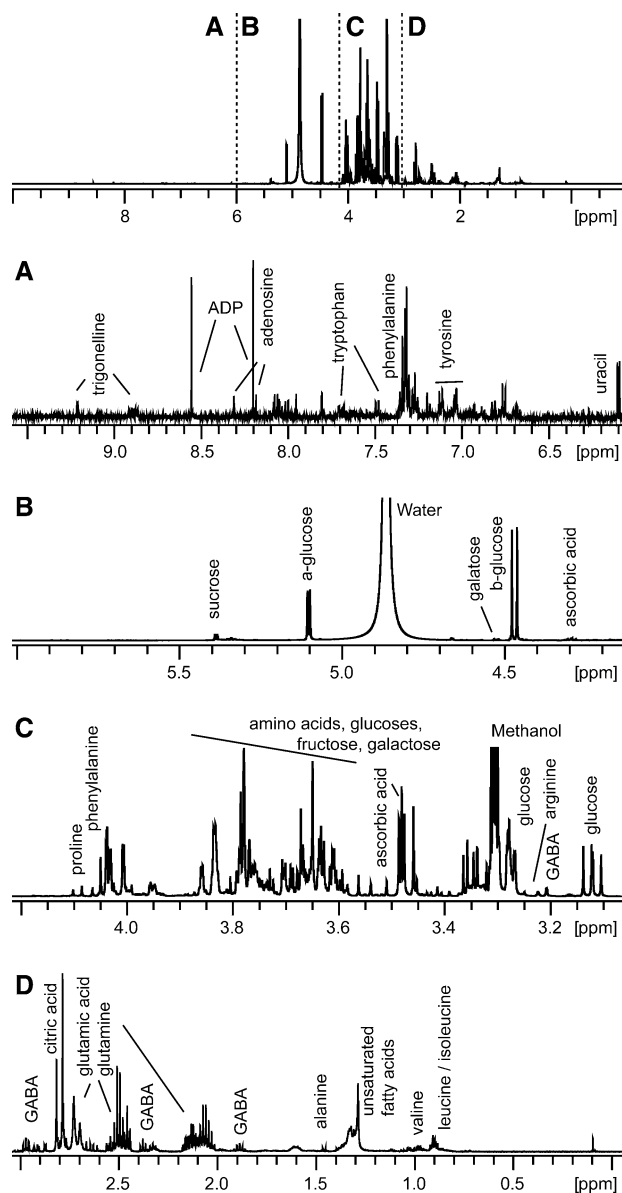 A B C D
8 6 4 2 [ppm]
A
trigonelline
ADP
adenosine
tryptophan
phenylalanine
tyrosine
uracil
9.0 8.5 8.0 7.5 7.0 6.5 [ppm]
B
sucrose
a-glucose
Water
galatose
b-glucose
ascorbic acid
5.5 5.0 4.5 [ppm]
C
proline
phenylalanine
amino acids, glucoses,
fructose, galactose
ascorbic acid
Methanol
glucose
GABA
arginine
glucose
4.0 3.8 3.6 3.4 3.2 [ppm]
D
GABA
citric acid
glutamic acid
glutamine
GABA
GABA
alanine
unsaturated
fatty acids
valine
leucine / isoleucine
2.5 2.0 1.5 1.0 0.5 [ppm]